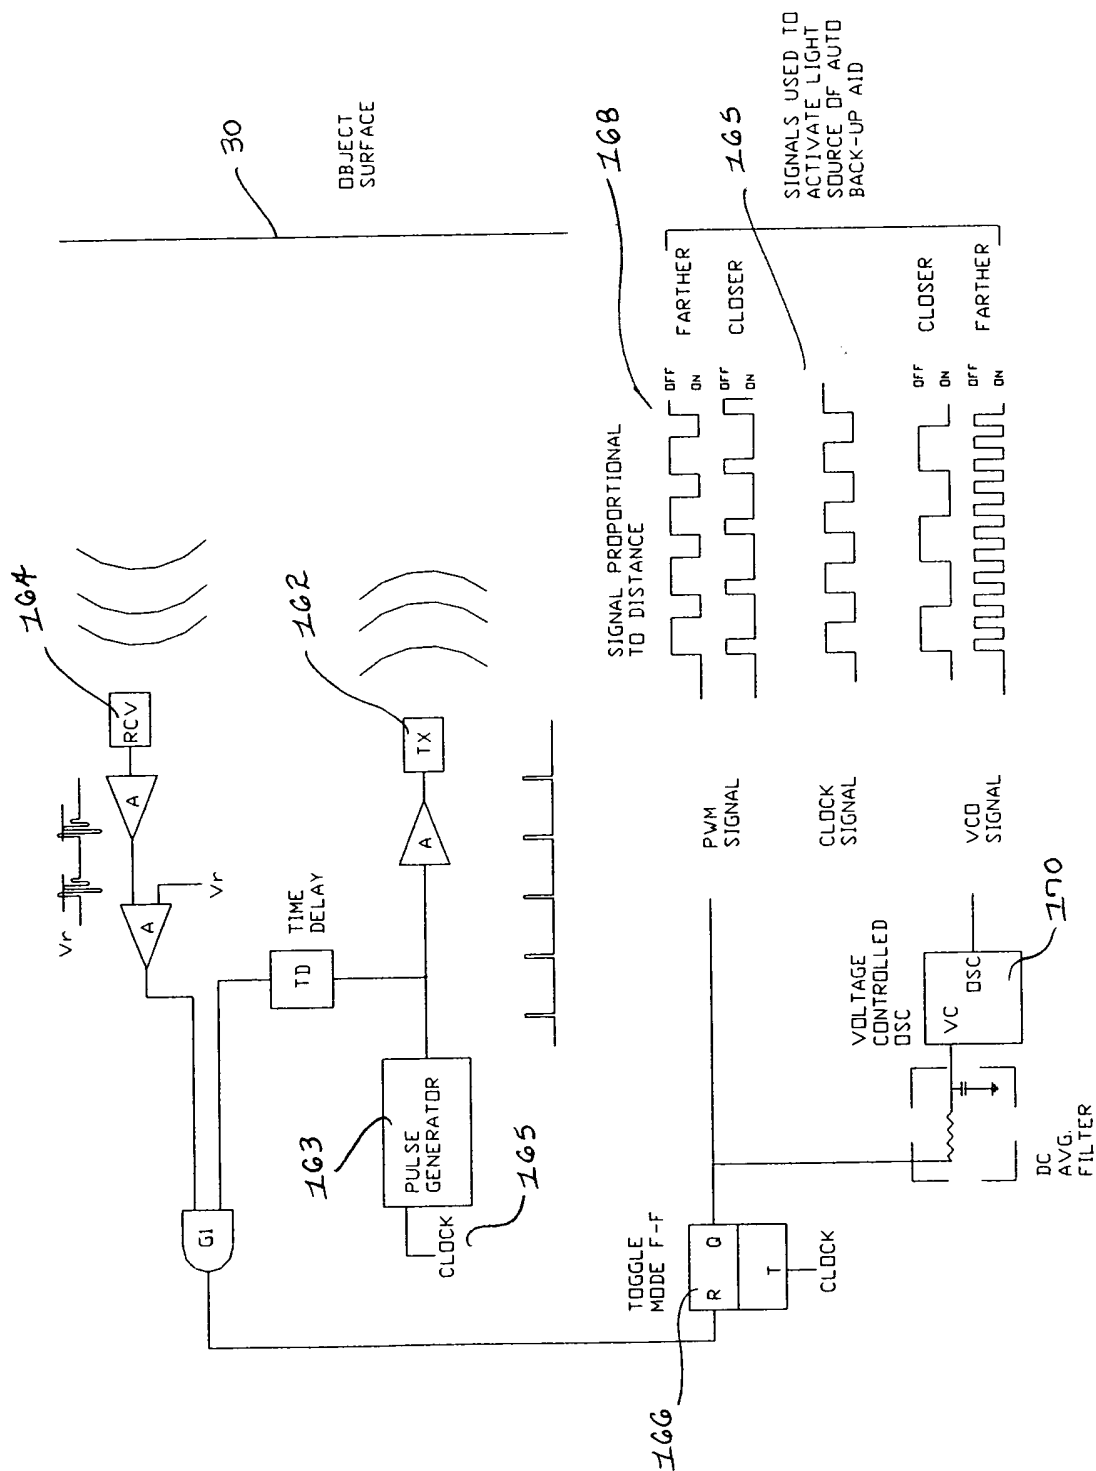 164
RCV
A
A
Vr
Vr
30
OBJECT
SURFACE
G1
TIME
DELAY
TD
162
TX
A
163
PULSE
GENERATOR
CLOCK
165
SIGNAL PROPORTIONAL
TO DISTANCE
168
TOGGLE
MODE F-F
R
Q
T
CLOCK
166
PWM
SIGNAL
OFF
ON
FARTHER
OFF
ON
CLOSER
165
CLOCK
SIGNAL
SIGNALS USED TO
ACTIVATE LIGHT
SOURCE OF AUTO
BACK-UP AID
VOLTAGE
CONTROLLED
OSC
VC
OSC
170
DC
AVG.
FILTER
VCO
SIGNAL
OFF
ON
CLOSER
OFF
ON
FARTHER